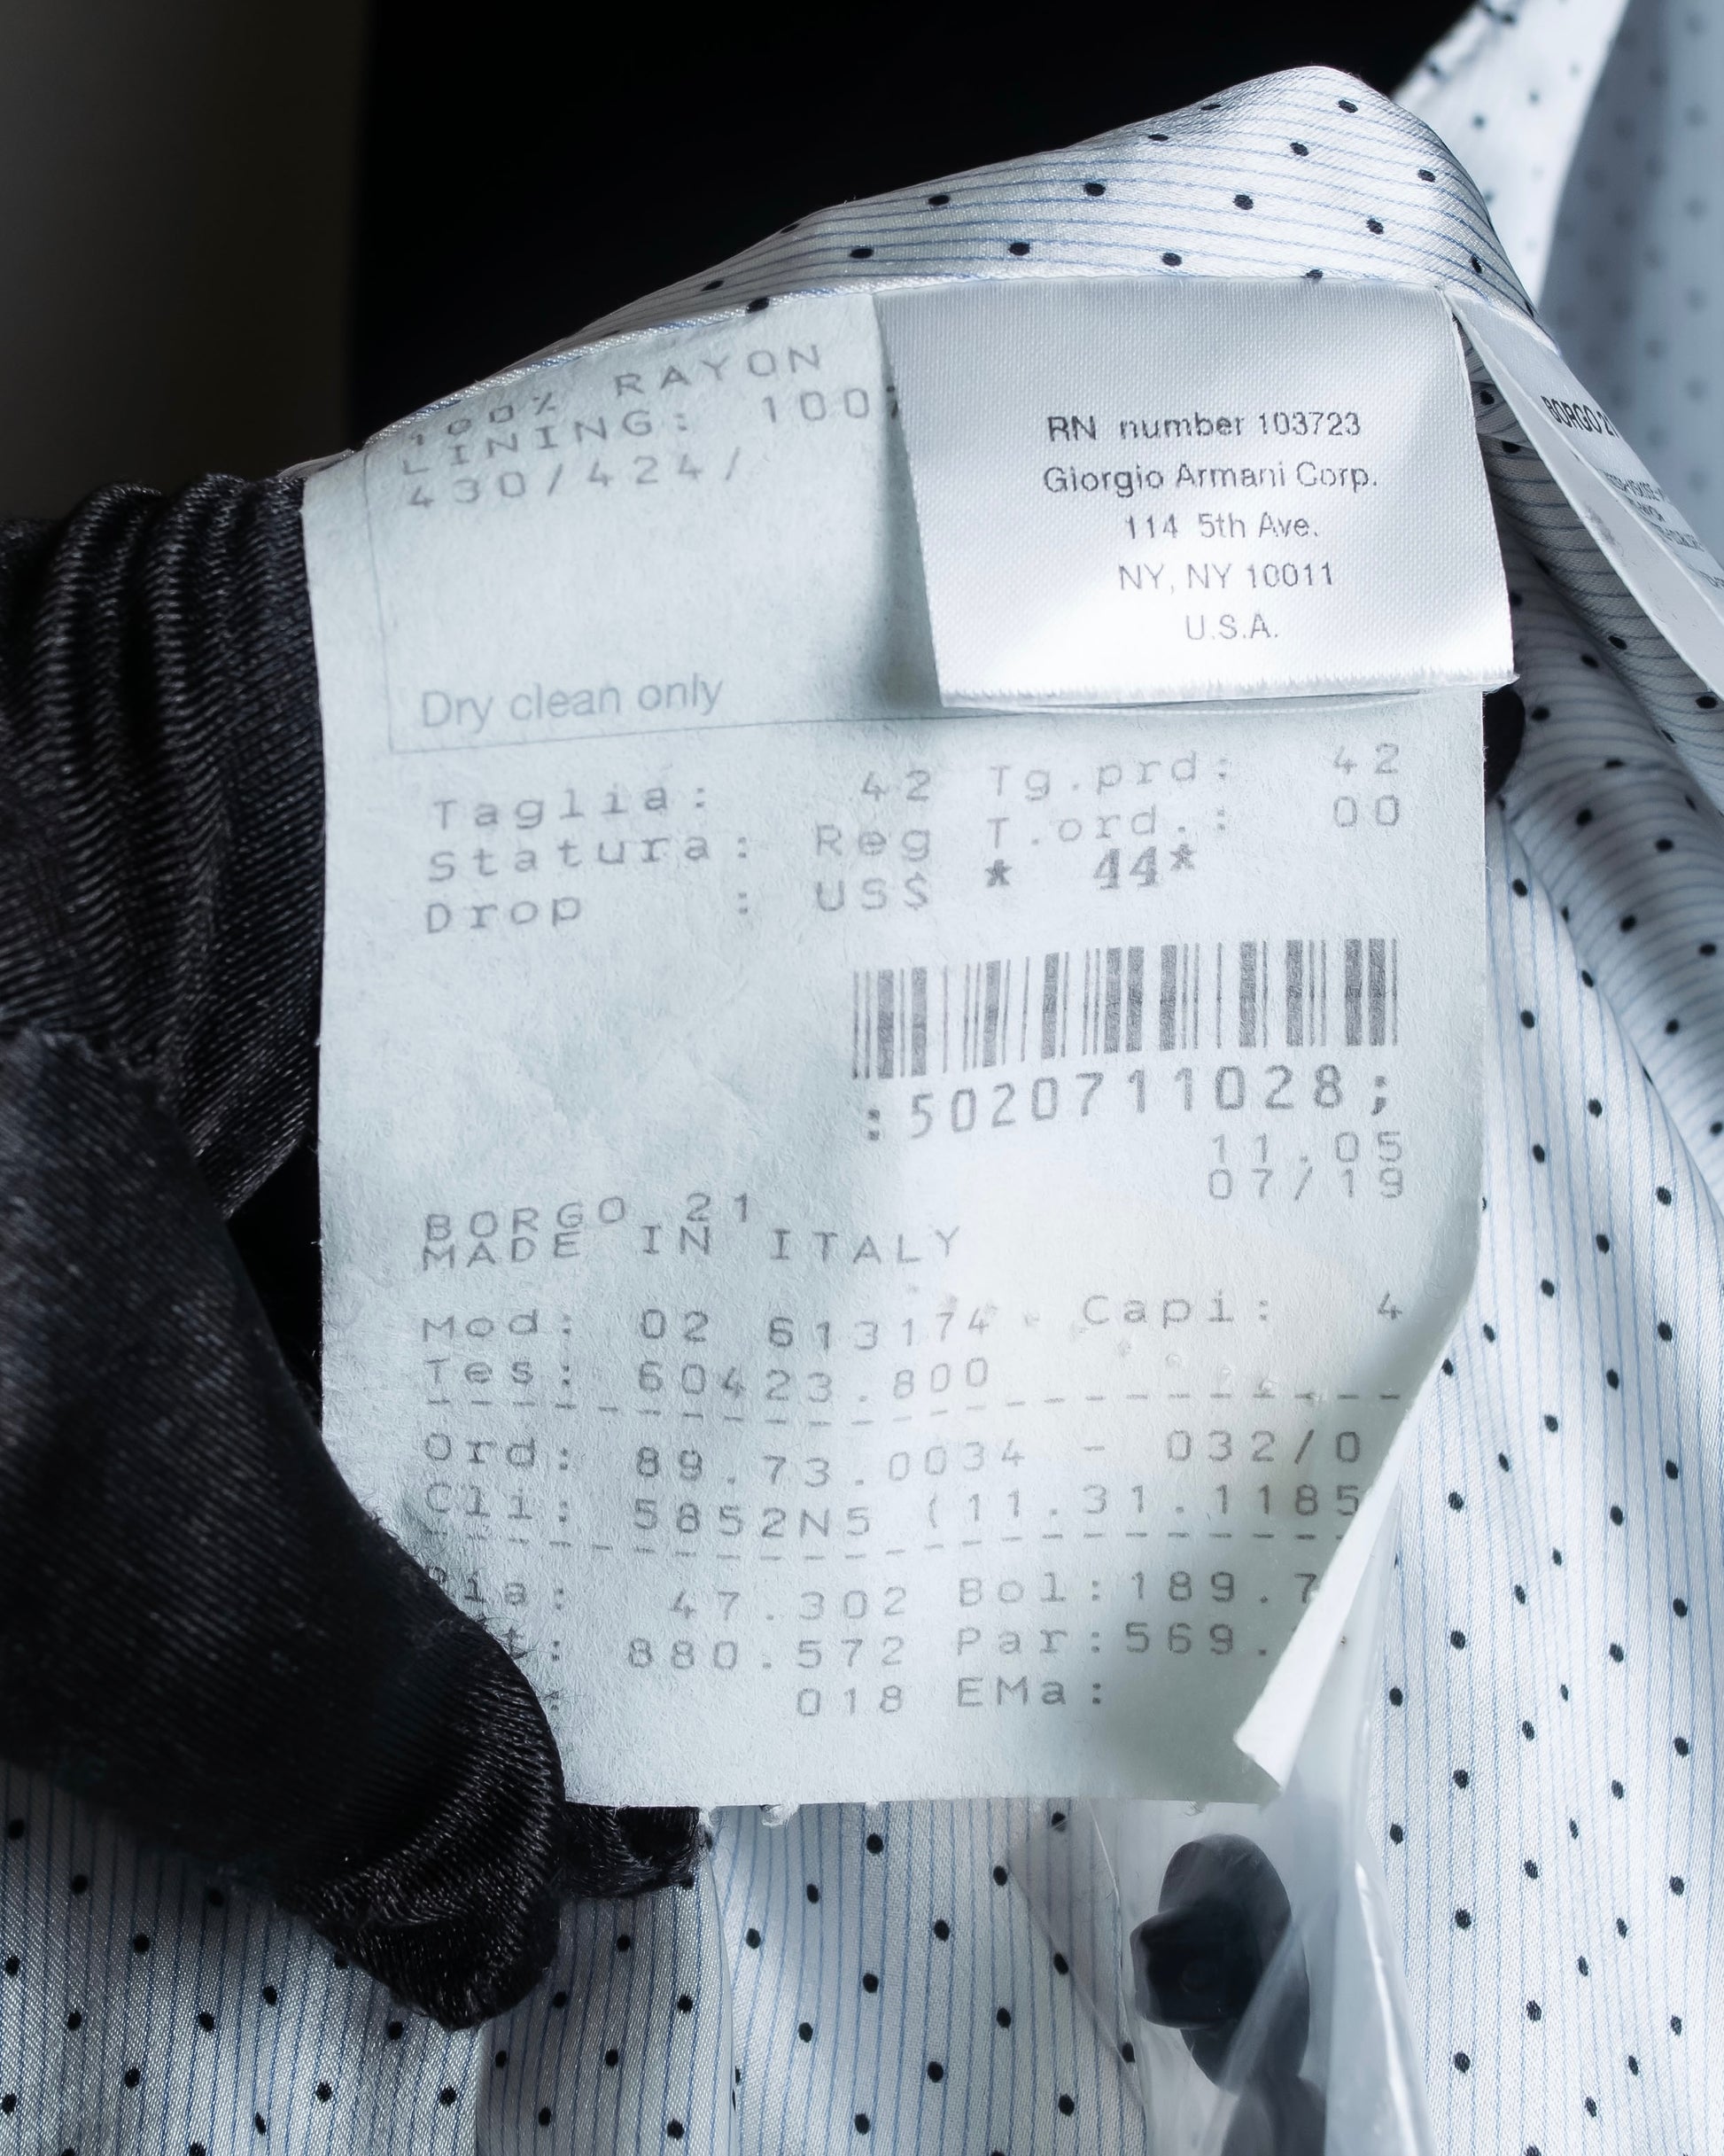 100% RAYON
LINING: 100%
430/424/
Dry clean only
RN number 103723
Giorgio Armani Corp.
114 5th Ave.
NY, NY 10011
U.S.A.
BORGO 21
Taglia: 42 Tg.prd: 42
Statura: Reg T.ord.: 00
Drop : US$ * 44*
:5020711028;
11.05
07/19
BORGO 21
MADE IN ITALY
Mod: 02 613174 Capi: 4
Tes: 60423.800
Ord: 89.73.0034 - 032/0
Cli: 5852N5 (11.31.1185
47.302 Bol:189.7
880.572 Par:569.
018 EMa: